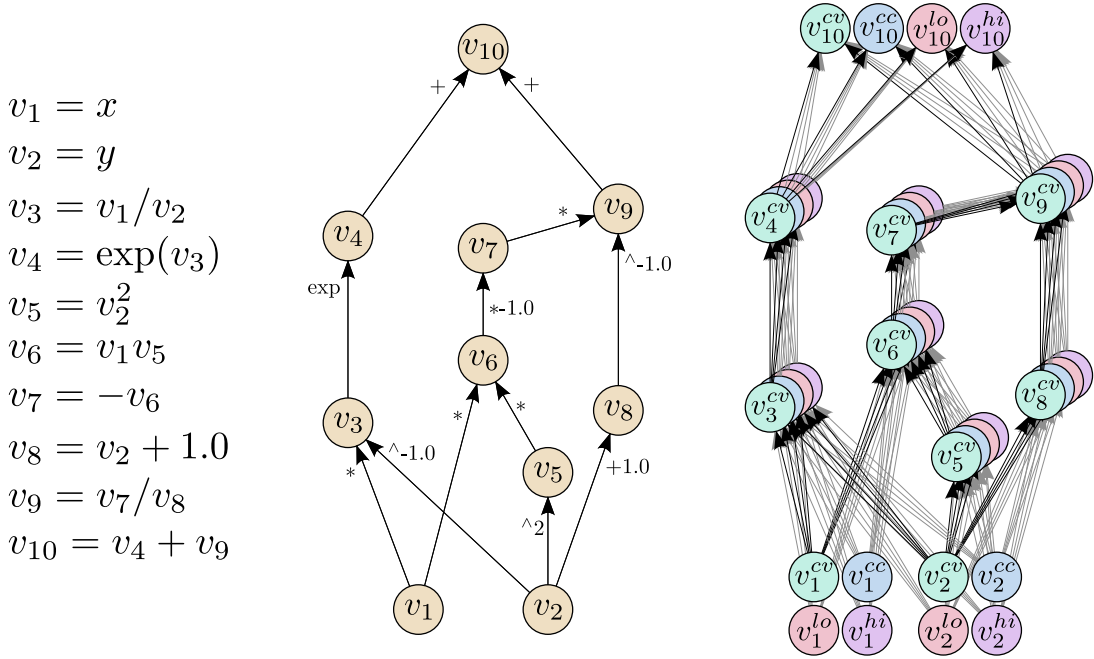 v₁ = x
v₂ = y
v₃ = v₁/v₂
v₄ = exp(v₃)
v₅ = v₂²
v₆ = v₁v₅
v₇ = −v₆
v₈ = v₂ + 1.0
v₉ = v₇/v₈
v₁₀ = v₄ + v₉
v₁₀
+ +
v₄ v₇ * v₉
exp *-1.0 ^-1.0
v₆
v₃ ^-1.0 * * v₈
* v₅ +1.0
^2
v₁ v₂
v₁₀^{cv} v₁₀^{cc} v₁₀^{lo} v₁₀^{hi}
v₄^{cv} v₇^{cv} v₉^{cv}
v₆^{cv}
v₃^{cv} v₈^{cv}
v₅^{cv}
v₁^{cv} v₁^{cc} v₂^{cv} v₂^{cc}
v₁^{lo} v₁^{hi} v₂^{lo} v₂^{hi}